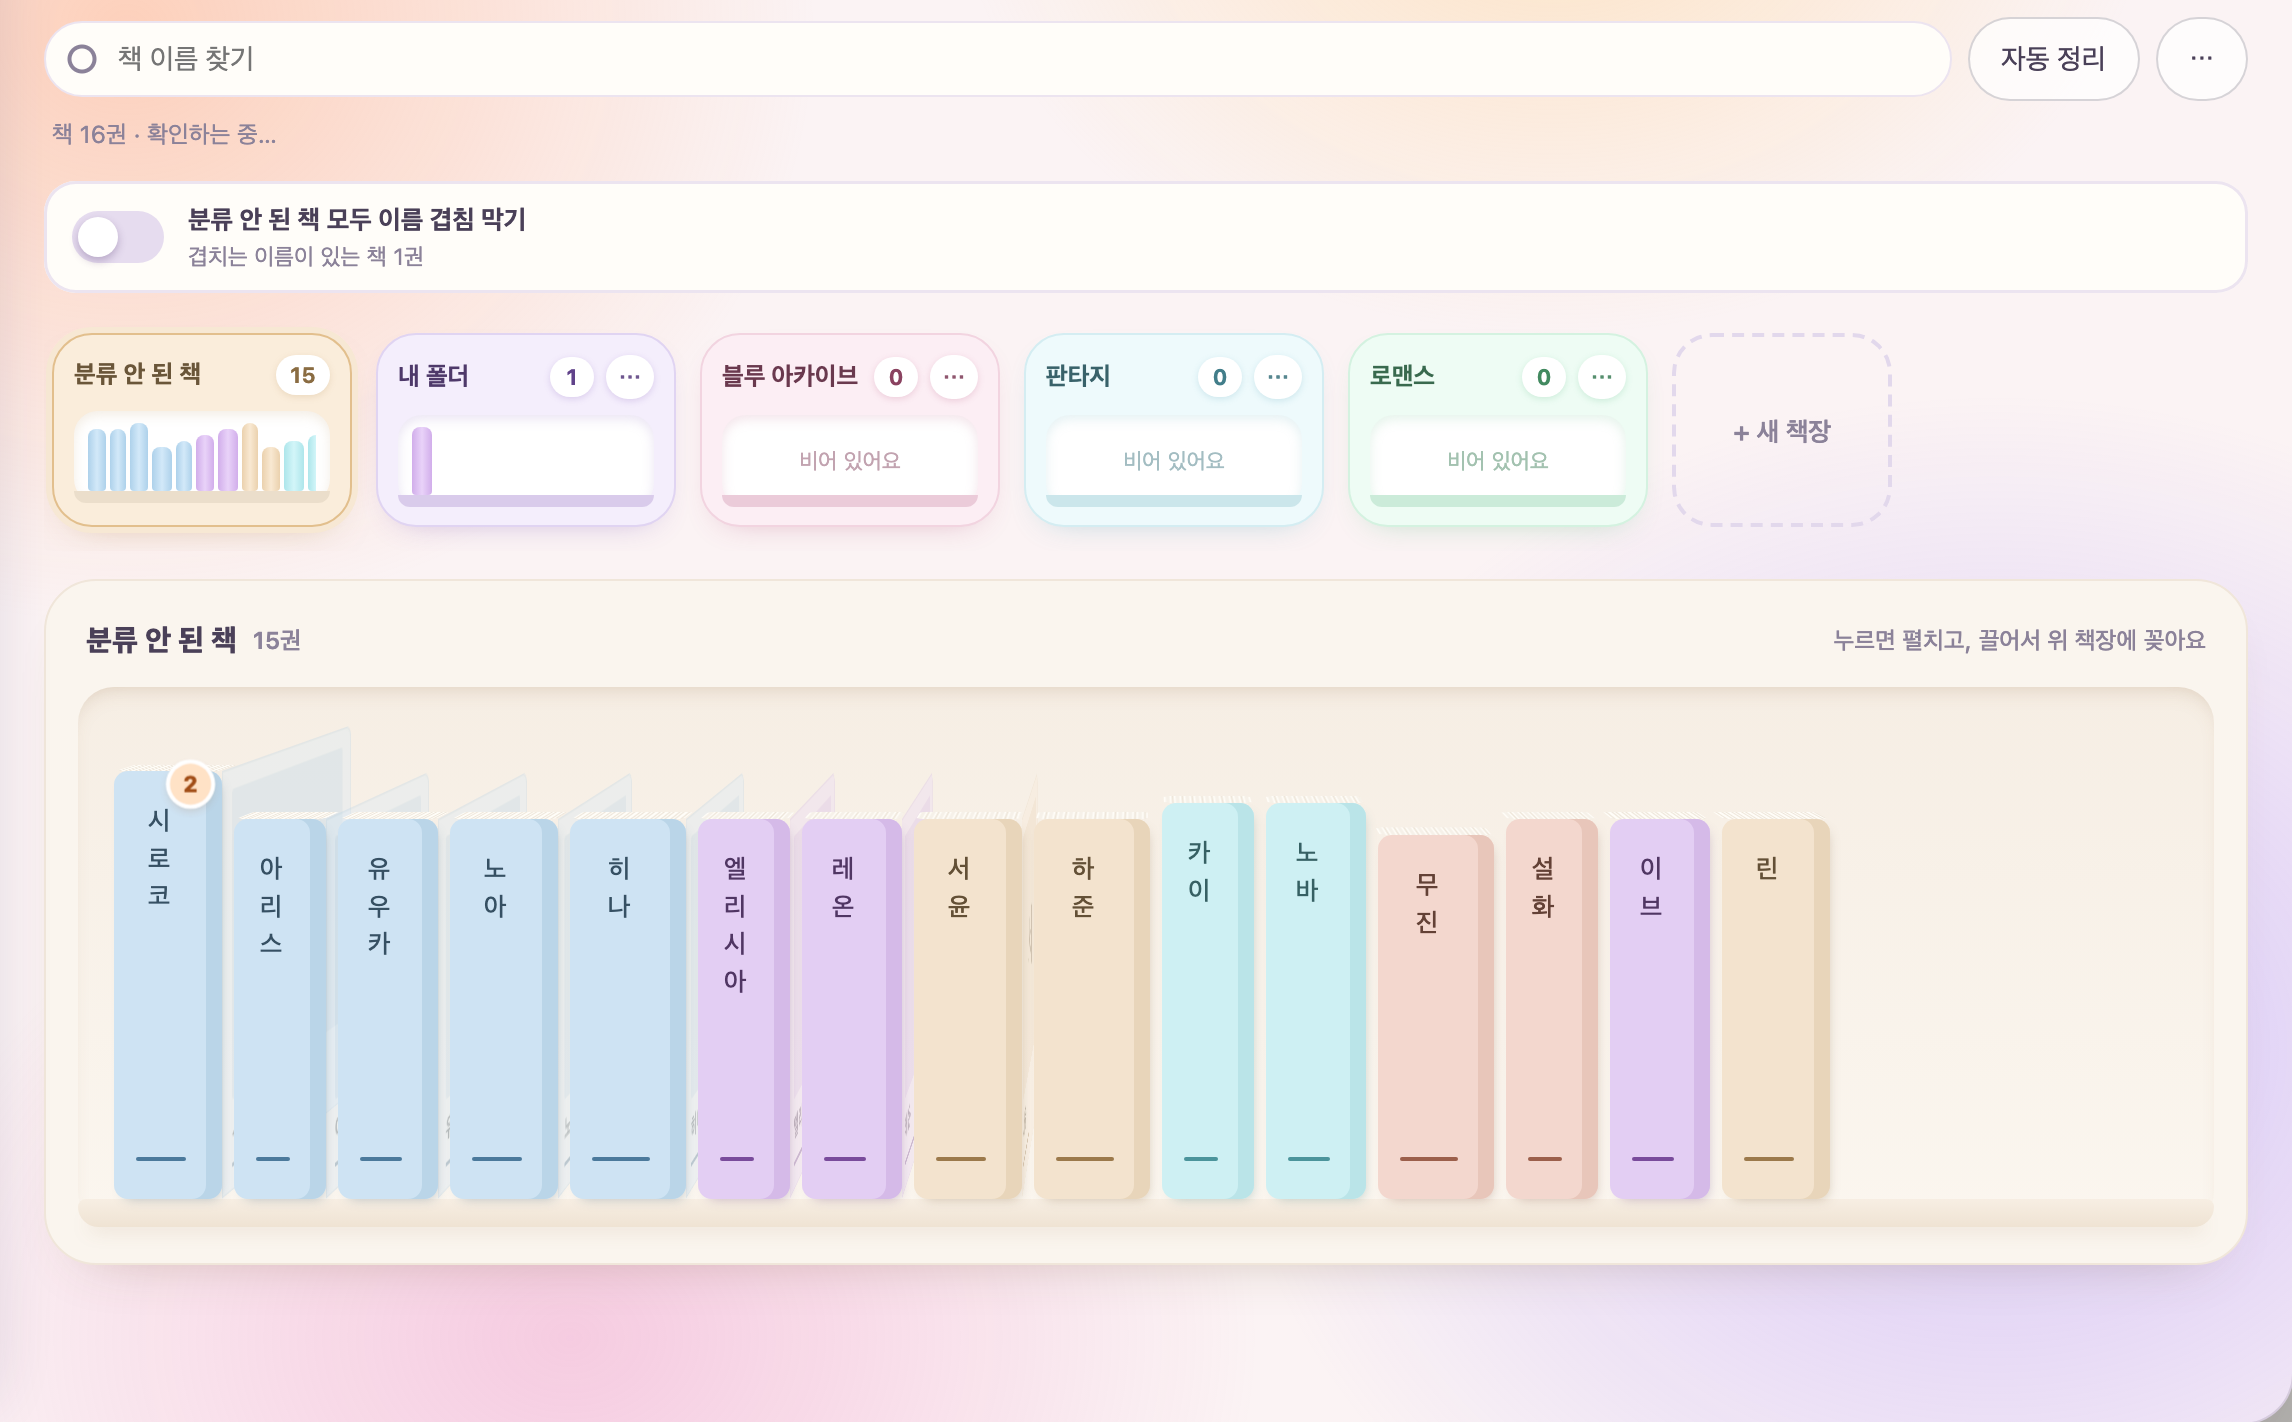 책 이름 찾기
자동 정리
...
책 16권 · 확인하는 중...
분류 안 된 책 모두 이름 겹침 막기
겹치는 이름이 있는 책 1권
분류 안 된 책 15
내 폴더 1 ...
블루 아카이브 0 ...
비어 있어요
판타지 0 ...
비어 있어요
로맨스 0 ...
비어 있어요
+ 새 책장
분류 안 된 책 15권
누르면 펼치고, 끌어서 위 책장에 꽂아요
2
시로코
아리스
유우카
노아
히나
엘리시아
레온
서윤
하준
카이
노바
무진
설화
이브
린